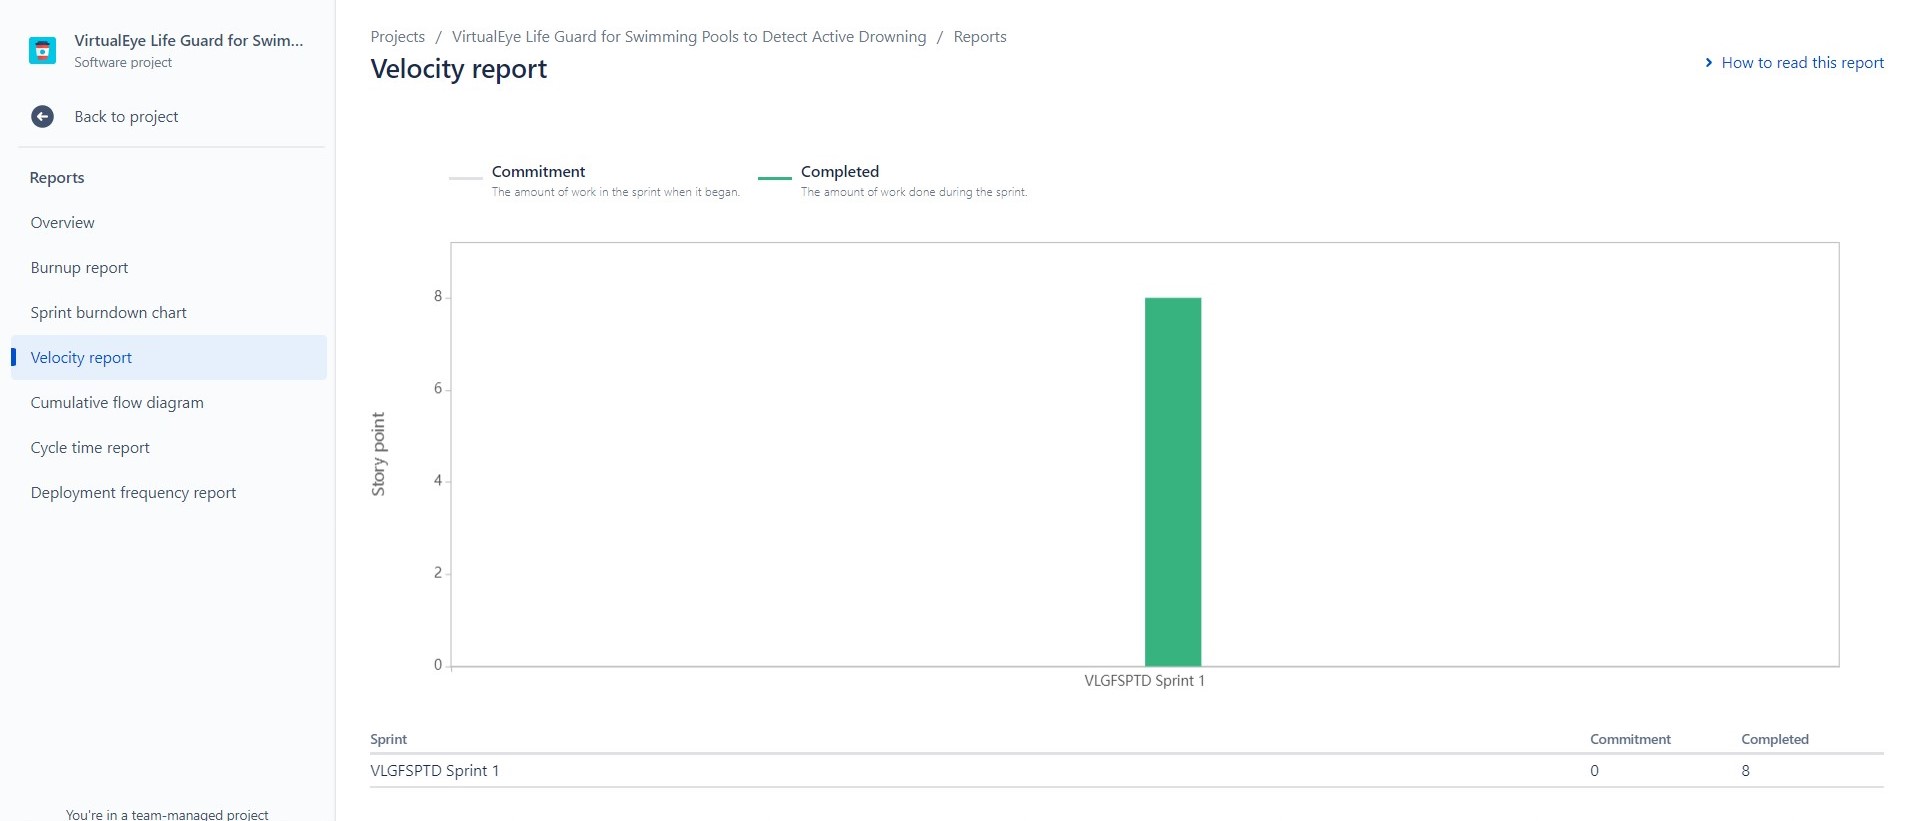 VirtualEye Life Guard for Swim...
Software project
Back to project
Reports
Overview
Burnup report
Sprint burndown chart
Velocity report
Cumulative flow diagram
Cycle time report
Deployment frequency report
You're in a team-managed project
Projects / VirtualEye Life Guard for Swimming Pools to Detect Active Drowning / Reports
Velocity report
How to read this report
Commitment
The amount of work in the sprint when it began.
Completed
The amount of work done during the sprint.
Story point
8
6
4
2
0
VLGFSPTD Sprint 1
Sprint Commitment Completed
VLGFSPTD Sprint 1 0 8